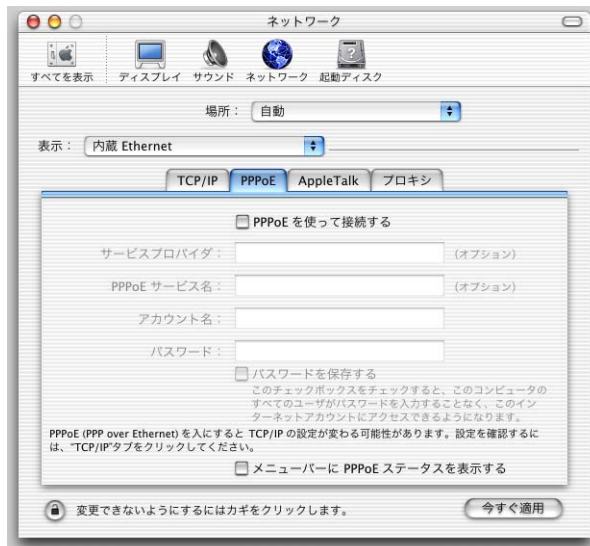 ネットワーク
すべてを表示 ディスプレイ サウンド ネットワーク 起動ディスク
場所： 自動
表示： 内蔵 Ethernet
TCP/IP PPPoE AppleTalk プロキシ
PPPoE を使って接続する
サービスプロバイダ： (オプション)
PPPoE サービス名： (オプション)
アカウント名：
パスワード：
パスワードを保存する
このチェックボックスをチェックすると、このコンピュータの
すべてのユーザがパスワードを入力することなく、このイン
ターネットアカウントにアクセスできるようになります。
PPPoE (PPP over Ethernet) を入にすると TCP/IP の設定が変わる可能性があります。設定を確認するに
は、"TCP/IP"タブをクリックしてください。
メニューバーに PPPoE ステータスを表示する
変更できないようにするにはカギをクリックします。 今すぐ適用